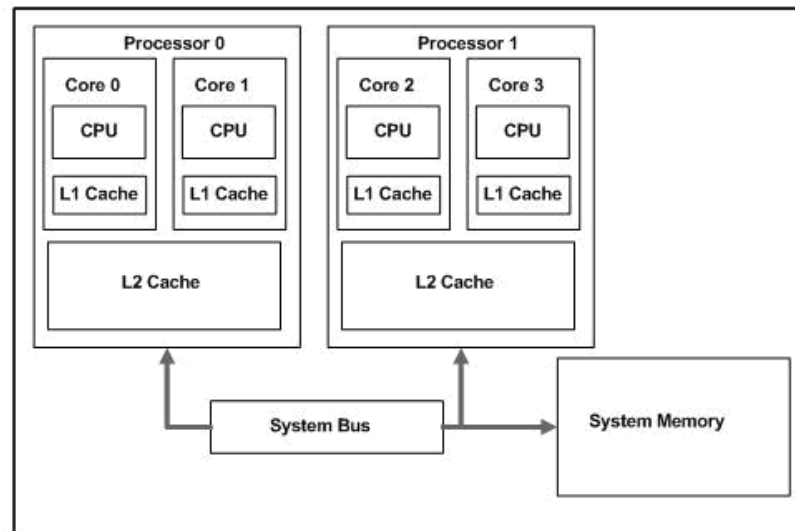 Processor 0
Processor 1
Core 0
Core 1
Core 2
Core 3
CPU
CPU
CPU
CPU
L1 Cache
L1 Cache
L1 Cache
L1 Cache
L2 Cache
L2 Cache
System Bus
System Memory